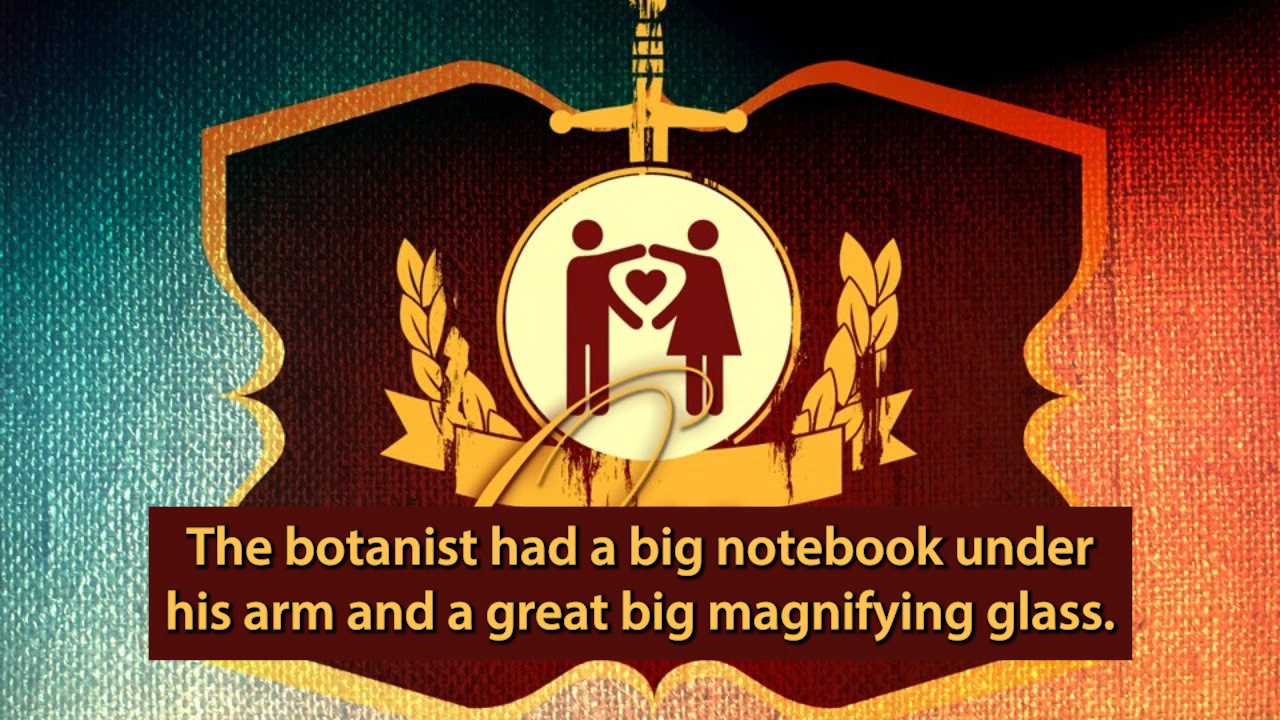 The botanist had a big notebook under
his arm and a great big magnifying glass.